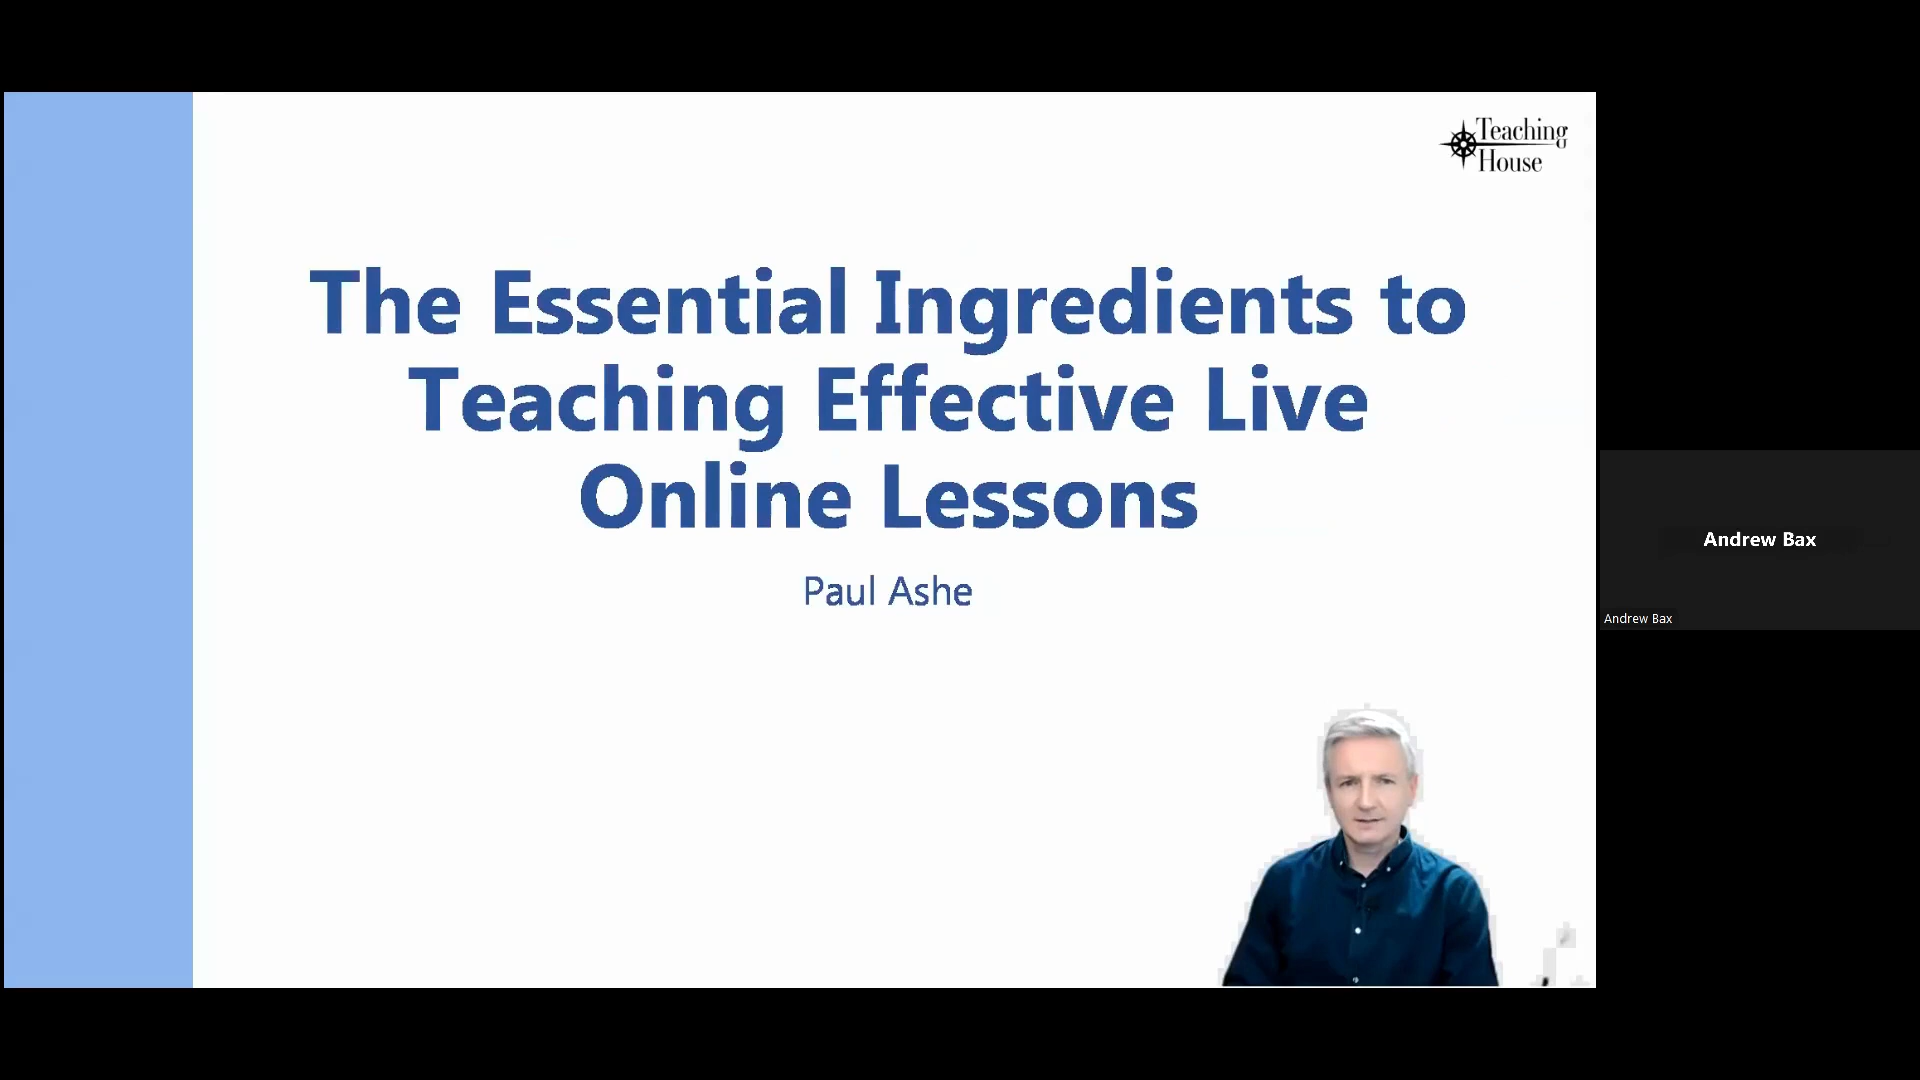 Teaching
House
The Essential Ingredients to
Teaching Effective Live
Online Lessons
Paul Ashe
Andrew Bax
Andrew Bax